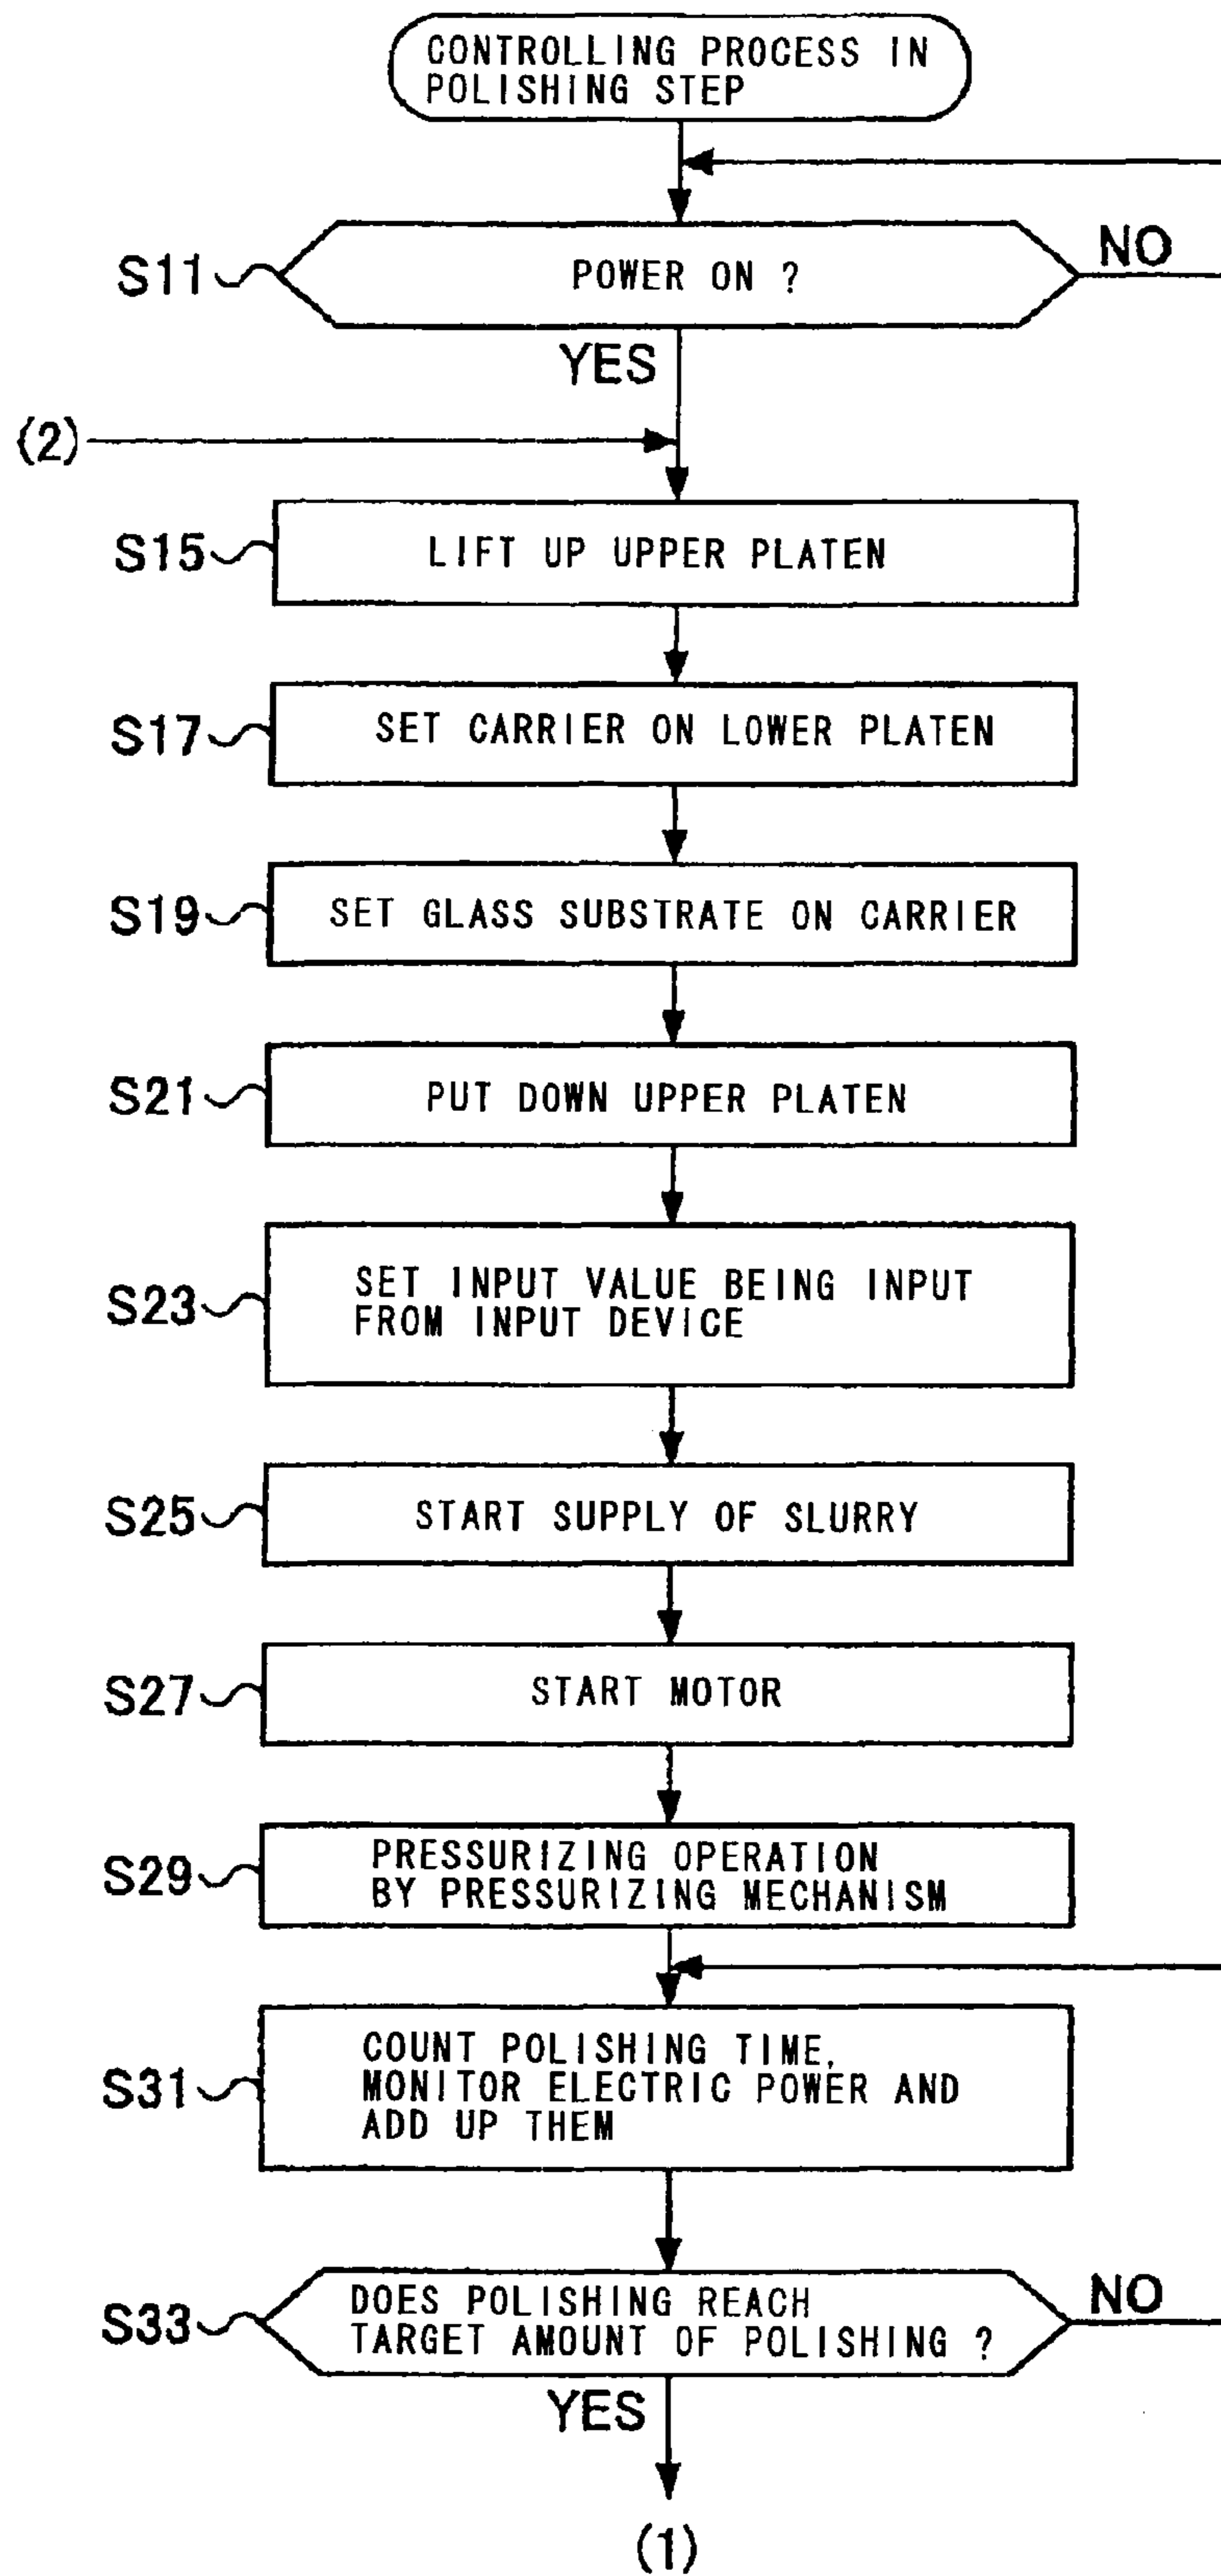 CONTROLLING PROCESS IN
POLISHING STEP
S11
POWER ON ?
NO
YES
(2)
S15
LIFT UP UPPER PLATEN
S17
SET CARRIER ON LOWER PLATEN
S19
SET GLASS SUBSTRATE ON CARRIER
S21
PUT DOWN UPPER PLATEN
S23
SET INPUT VALUE BEING INPUT
FROM INPUT DEVICE
S25
START SUPPLY OF SLURRY
S27
START MOTOR
S29
PRESSURIZING OPERATION
BY PRESSURIZING MECHANISM
S31
COUNT POLISHING TIME,
MONITOR ELECTRIC POWER AND
ADD UP THEM
S33
DOES POLISHING REACH
TARGET AMOUNT OF POLISHING ?
NO
YES
(1)